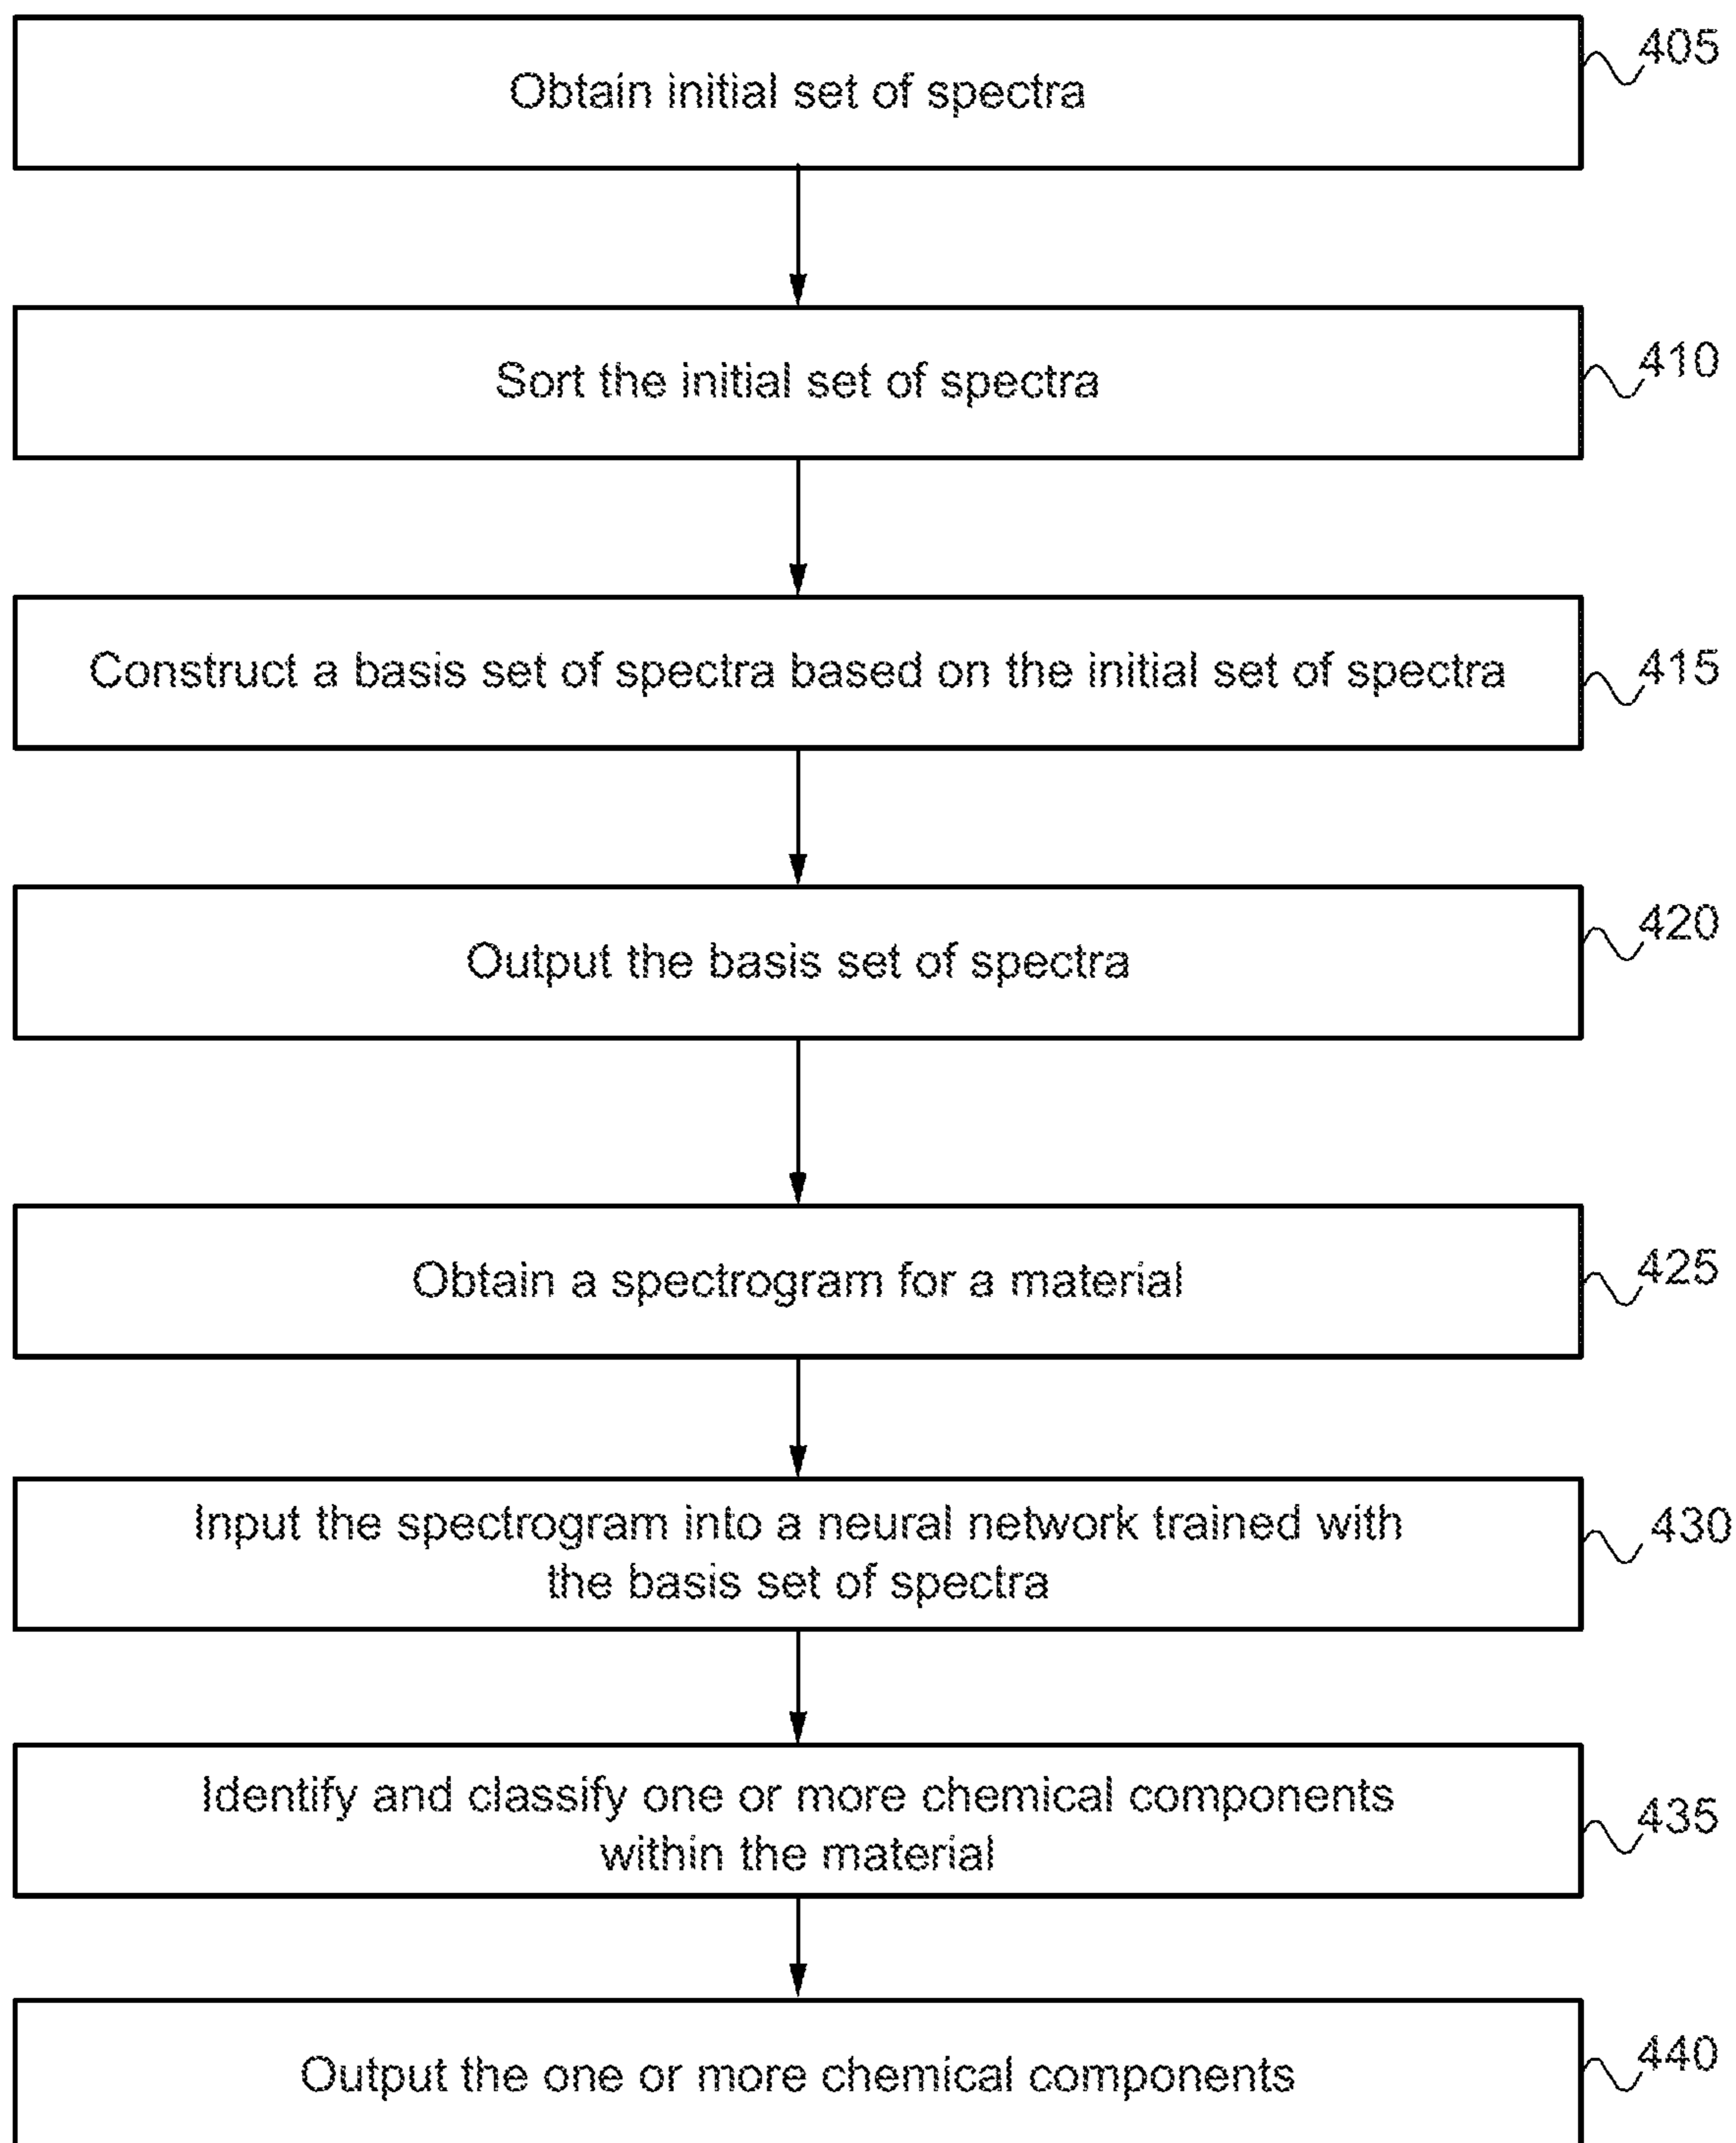 Obtain initial set of spectra
405
Sort the initial set of spectra
410
Construct a basis set of spectra based on the initial set of spectra
415
Output the basis set of spectra
420
Obtain a spectrogram for a material
425
Input the spectrogram into a neural network trained with
the basis set of spectra
430
Identify and classify one or more chemical components
within the material
435
Output the one or more chemical components
440